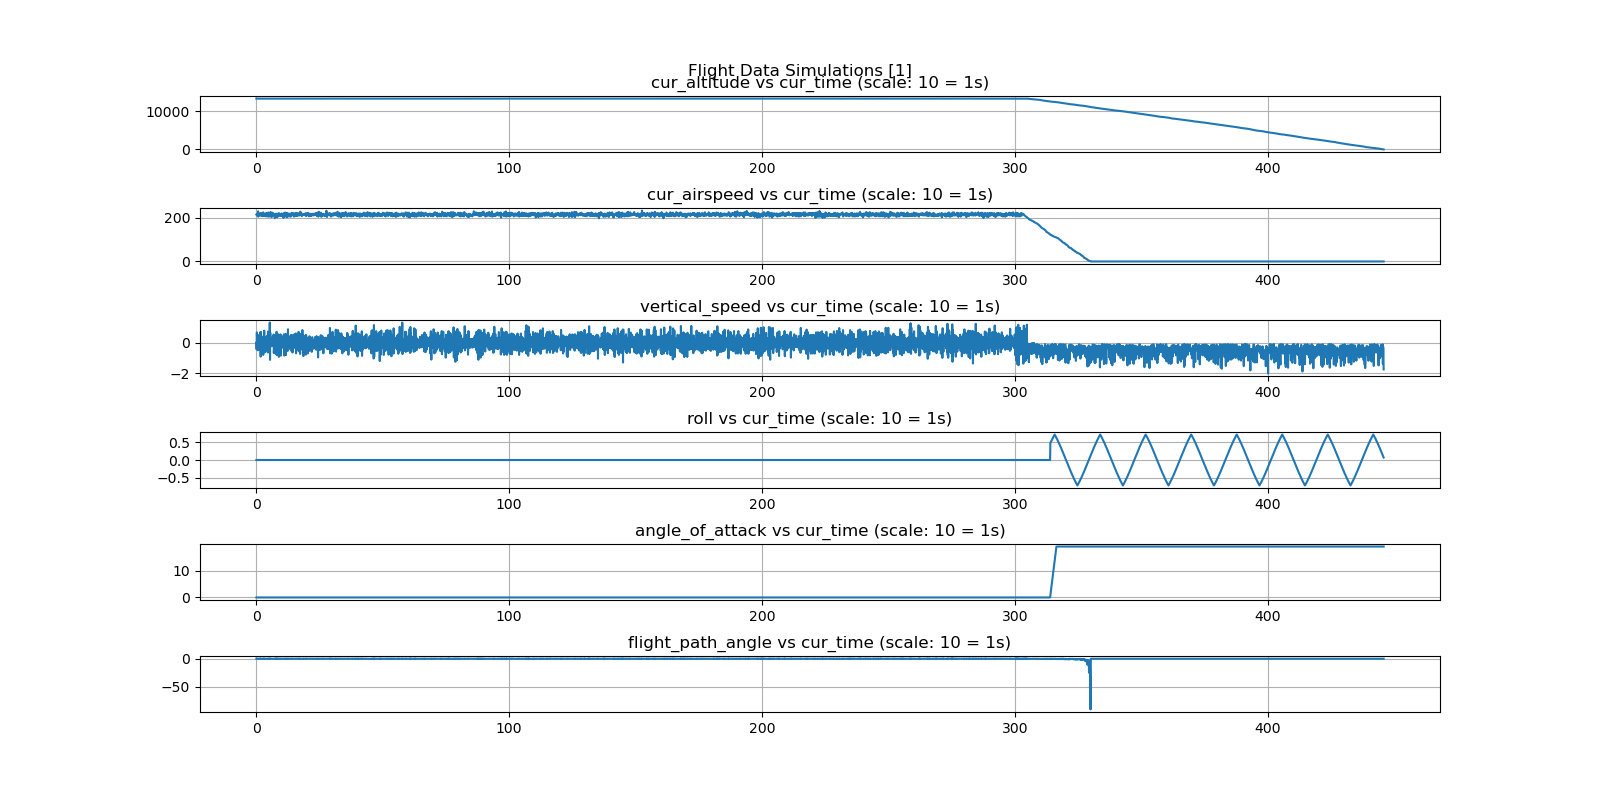 Flight Data Simulations [1]
cur_altitude vs cur_time (scale: 10 = 1s)
10000
0
0 100 200 300 400
cur_airspeed vs cur_time (scale: 10 = 1s)
200
0
0 100 200 300 400
vertical_speed vs cur_time (scale: 10 = 1s)
0
−2
0 100 200 300 400
roll vs cur_time (scale: 10 = 1s)
0.5
0.0
−0.5
0 100 200 300 400
angle_of_attack vs cur_time (scale: 10 = 1s)
10
0
0 100 200 300 400
flight_path_angle vs cur_time (scale: 10 = 1s)
0
−50
0 100 200 300 400